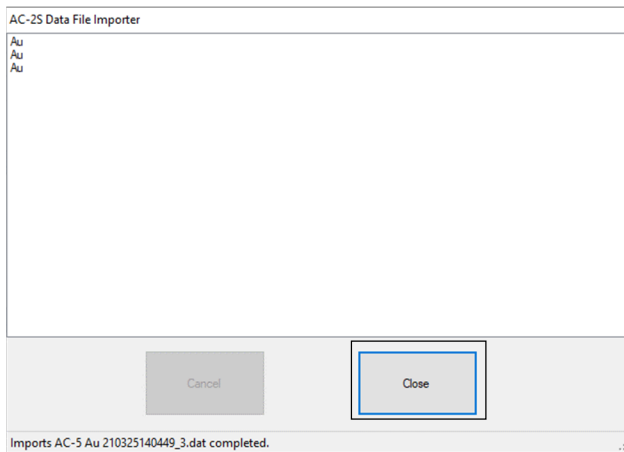 AC-2S Data File Importer
Au
Au
Au
Cancel
Close
Imports AC-5 Au 210325140449_3.dat completed.